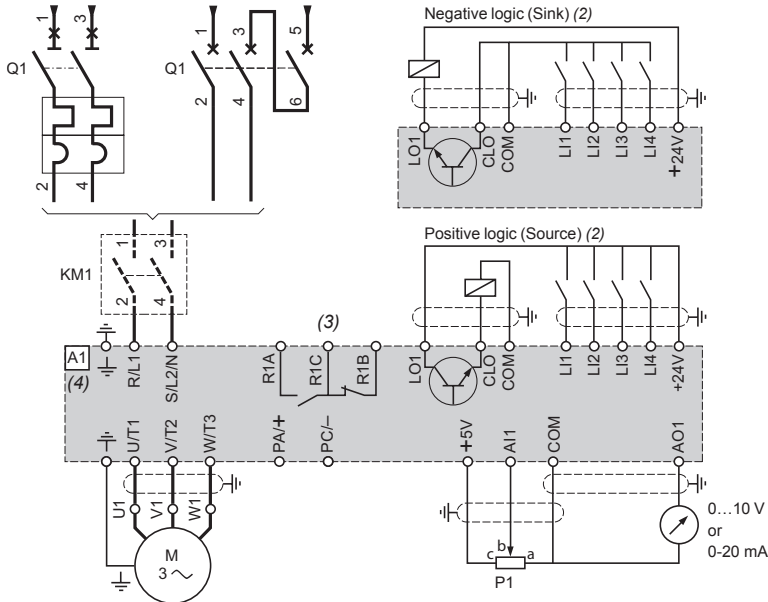 1 3
Q1
2 4
1 3 5
Q1
2 4 6
Negative logic (Sink) (2)
LO1 CLO COM LI1 LI2 LI3 LI4 +24V
1 3
KM1
2 4
Positive logic (Source) (2)
(3)
A1
(4)
R/L1 S/L2/N R1A R1C R1B LO1 CLO COM LI1 LI2 LI3 LI4 +24V
U/T1 V/T2 W/T3 PA/+ PC/– +5V AI1 COM AO1
U1 V1 W1
M
3
c b a
P1
0…10 V
or
0-20 mA